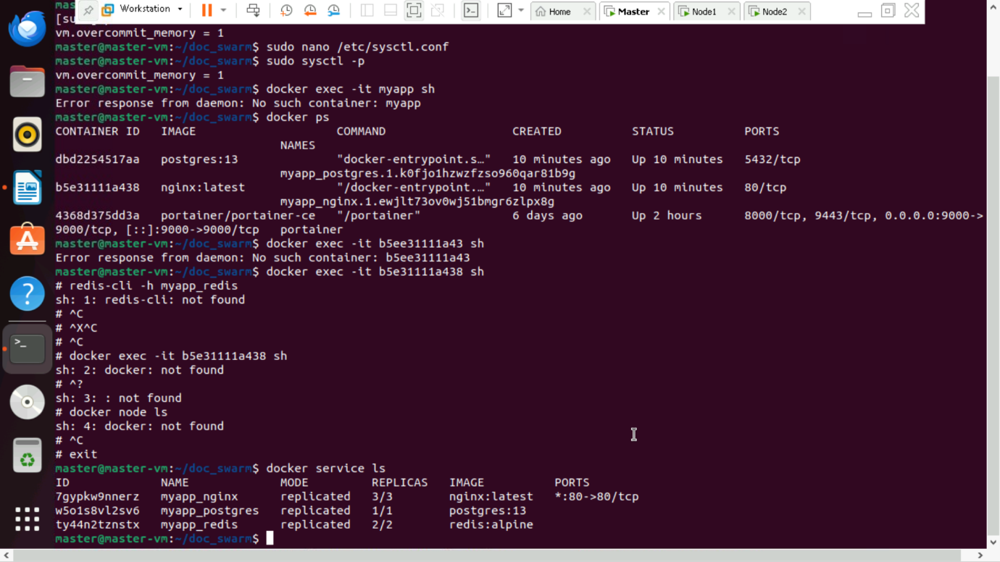 Workstation
Home
Master
Node1
Node2
mas
[su
vm.overcommit_memory = 1
master@master-vm:~/doc_swarm$ sudo nano /etc/sysctl.conf
master@master-vm:~/doc_swarm$ sudo sysctl -p
vm.overcommit_memory = 1
master@master-vm:~/doc_swarm$ docker exec -it myapp sh
Error response from daemon: No such container: myapp
master@master-vm:~/doc_swarm$ docker ps
CONTAINER ID   IMAGE                    COMMAND                  CREATED          STATUS          PORTS
                                NAMES
dbd2254517aa   postgres:13              "docker-entrypoint.s…"   10 minutes ago   Up 10 minutes   5432/tcp
                                myapp_postgres.1.k0fjo1hzwzfzso960qar81b9g
b5e31111a438   nginx:latest             "/docker-entrypoint.…"   10 minutes ago   Up 10 minutes   80/tcp
                                myapp_nginx.1.ewjlt73ov0wj51bmgr6zlpx8g
4368d375dd3a   portainer/portainer-ce   "/portainer"             6 days ago       Up 2 hours      8000/tcp, 9443/tcp, 0.0.0.0:9000->
9000/tcp, [::]:9000->9000/tcp   portainer
master@master-vm:~/doc_swarm$ docker exec -it b5ee31111a43 sh
Error response from daemon: No such container: b5ee31111a43
master@master-vm:~/doc_swarm$ docker exec -it b5e31111a438 sh
# redis-cli -h myapp_redis
sh: 1: redis-cli: not found
# ^C
# ^X^C
# ^C
# docker exec -it b5e31111a438 sh
sh: 2: docker: not found
# ^?
sh: 3: : not found
# docker node ls
sh: 4: docker: not found
# ^C
# exit
master@master-vm:~/doc_swarm$ docker service ls
ID             NAME             MODE         REPLICAS   IMAGE          PORTS
7gypkw9nnerz   myapp_nginx      replicated   3/3        nginx:latest   *:80->80/tcp
w5o1s8vl2sv6   myapp_postgres   replicated   1/1        postgres:13
ty44n2tznstx   myapp_redis      replicated   2/2        redis:alpine
master@master-vm:~/doc_swarm$